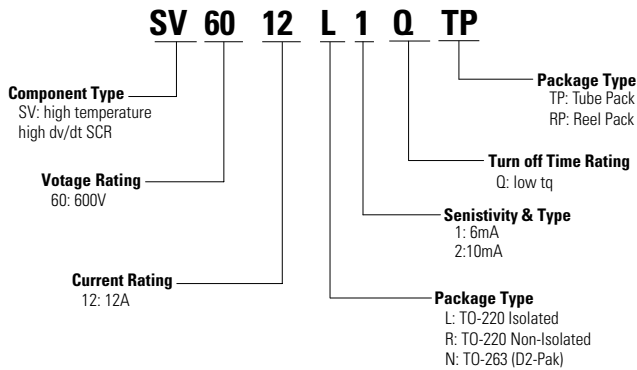 SV 60 12 L 1 Q TP
Component Type
SV: high temperature
high dv/dt SCR
Votage Rating
60: 600V
Current Rating
12: 12A
Package Type
TP: Tube Pack
RP: Reel Pack
Turn off Time Rating
Q: low tq
Senistivity & Type
1: 6mA
2:10mA
Package Type
L: TO-220 Isolated
R: TO-220 Non-Isolated
N: TO-263 (D2-Pak)